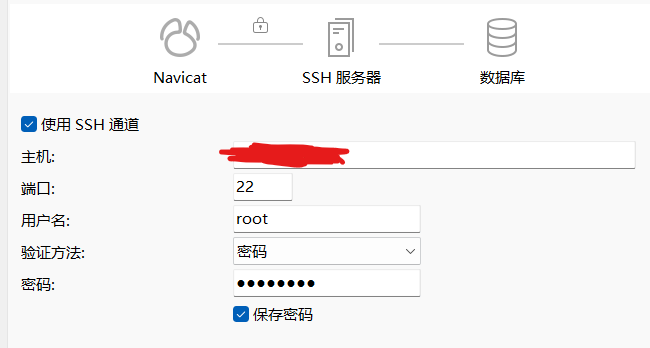 Navicat
SSH 服务器
数据库
使用 SSH 通道
主机:
端口:
22
用户名:
root
验证方法:
密码
密码:
●●●●●●●●
保存密码